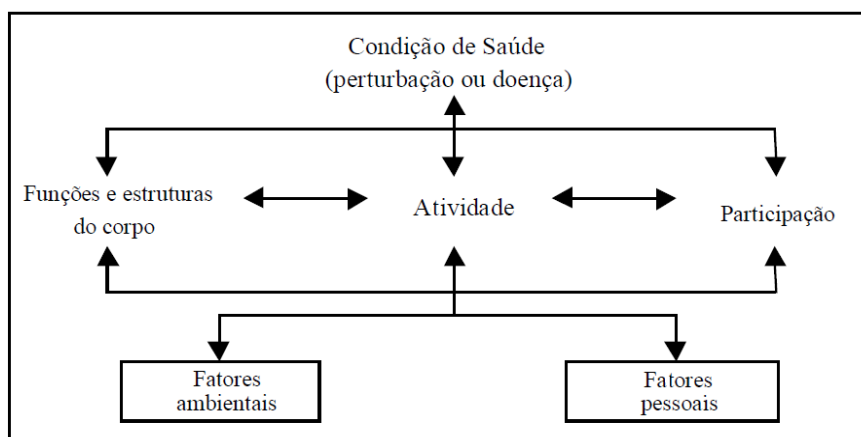 Condição de Saúde
(perturbação ou doença)
Funções e estruturas
do corpo
Atividade
Participação
Fatores
ambientais
Fatores
pessoais